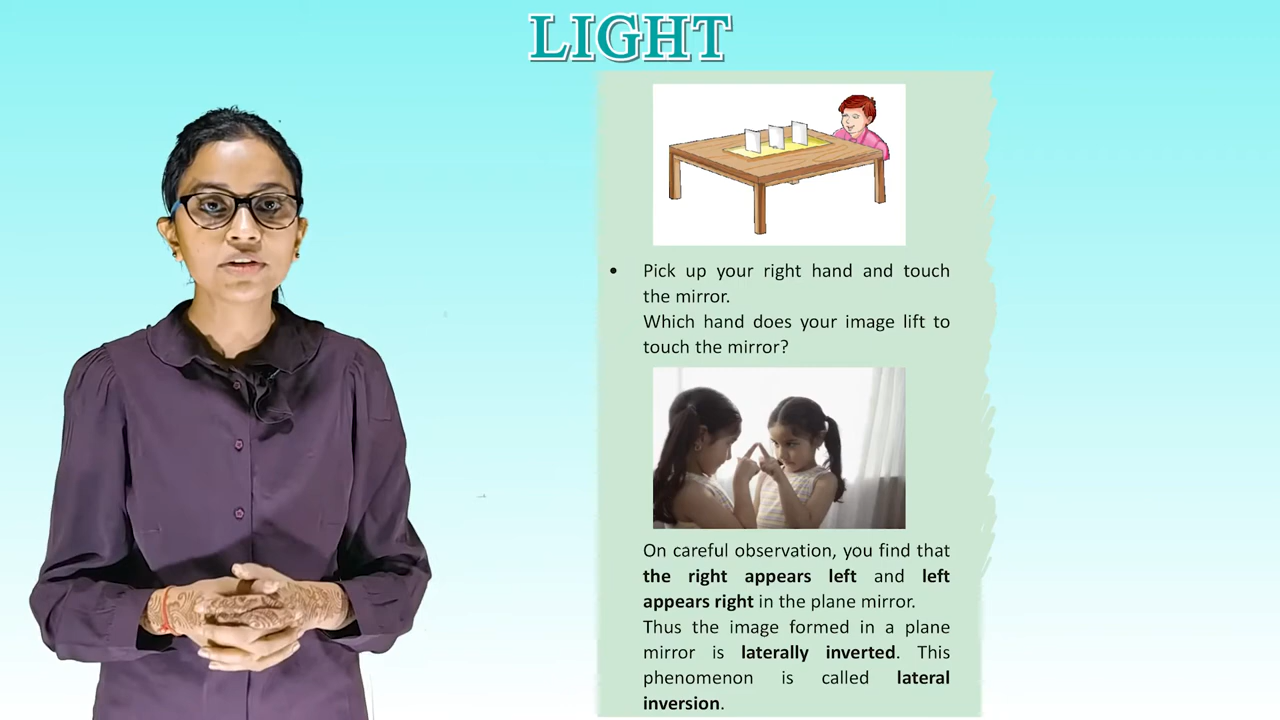 LIGHT
• Pick up your right hand and touch
the mirror.
Which hand does your image lift to
touch the mirror?
On careful observation, you find that
the right appears left and left
appears right in the plane mirror.
Thus the image formed in a plane
mirror is laterally inverted. This
phenomenon is called lateral
inversion.